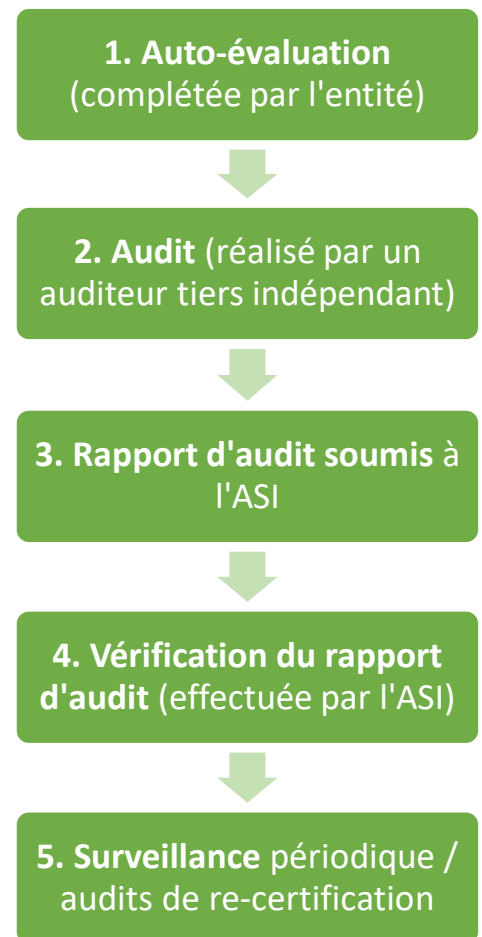 1. Auto-évaluation
(complétée par l'entité)
2. Audit (réalisé par un
auditeur tiers indépendant)
3. Rapport d'audit soumis à
l'ASI
4. Vérification du rapport
d'audit (effectuée par l'ASI)
5. Surveillance périodique /
audits de re-certification